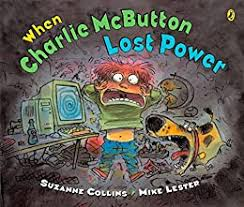 When
Charlie McButton
Lost Power
SUZANNE COLLINS • MIKE LESTER